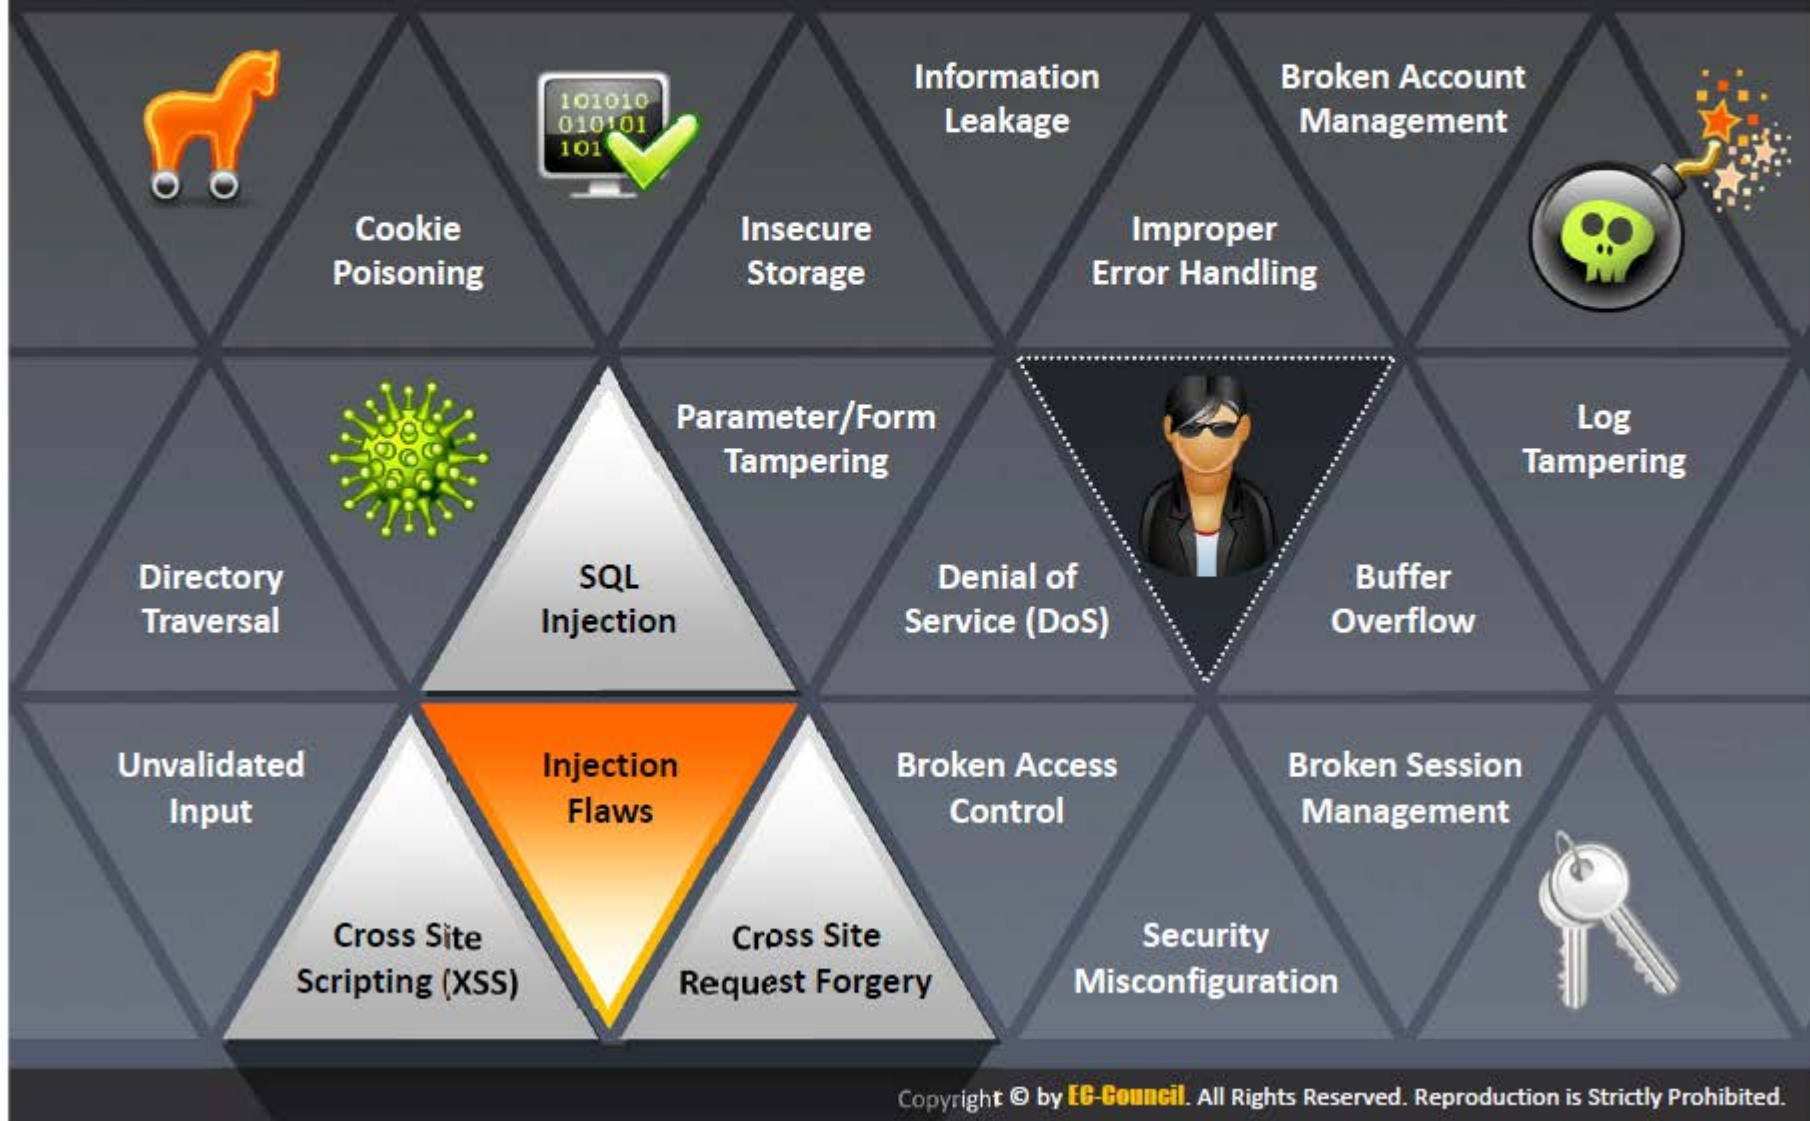 Information
Leakage
Broken Account
Management
101010
010101
101
Cookie
Poisoning
Insecure
Storage
Improper
Error Handling
Parameter/Form
Tampering
Log
Tampering
Directory
Traversal
SQL
Injection
Denial of
Service (DoS)
Buffer
Overflow
Unvalidated
Input
Injection
Flaws
Broken Access
Control
Broken Session
Management
Cross Site
Scripting (XSS)
Cross Site
Request Forgery
Security
Misconfiguration
Copyright © by EC-Council. All Rights Reserved. Reproduction is Strictly Prohibited.